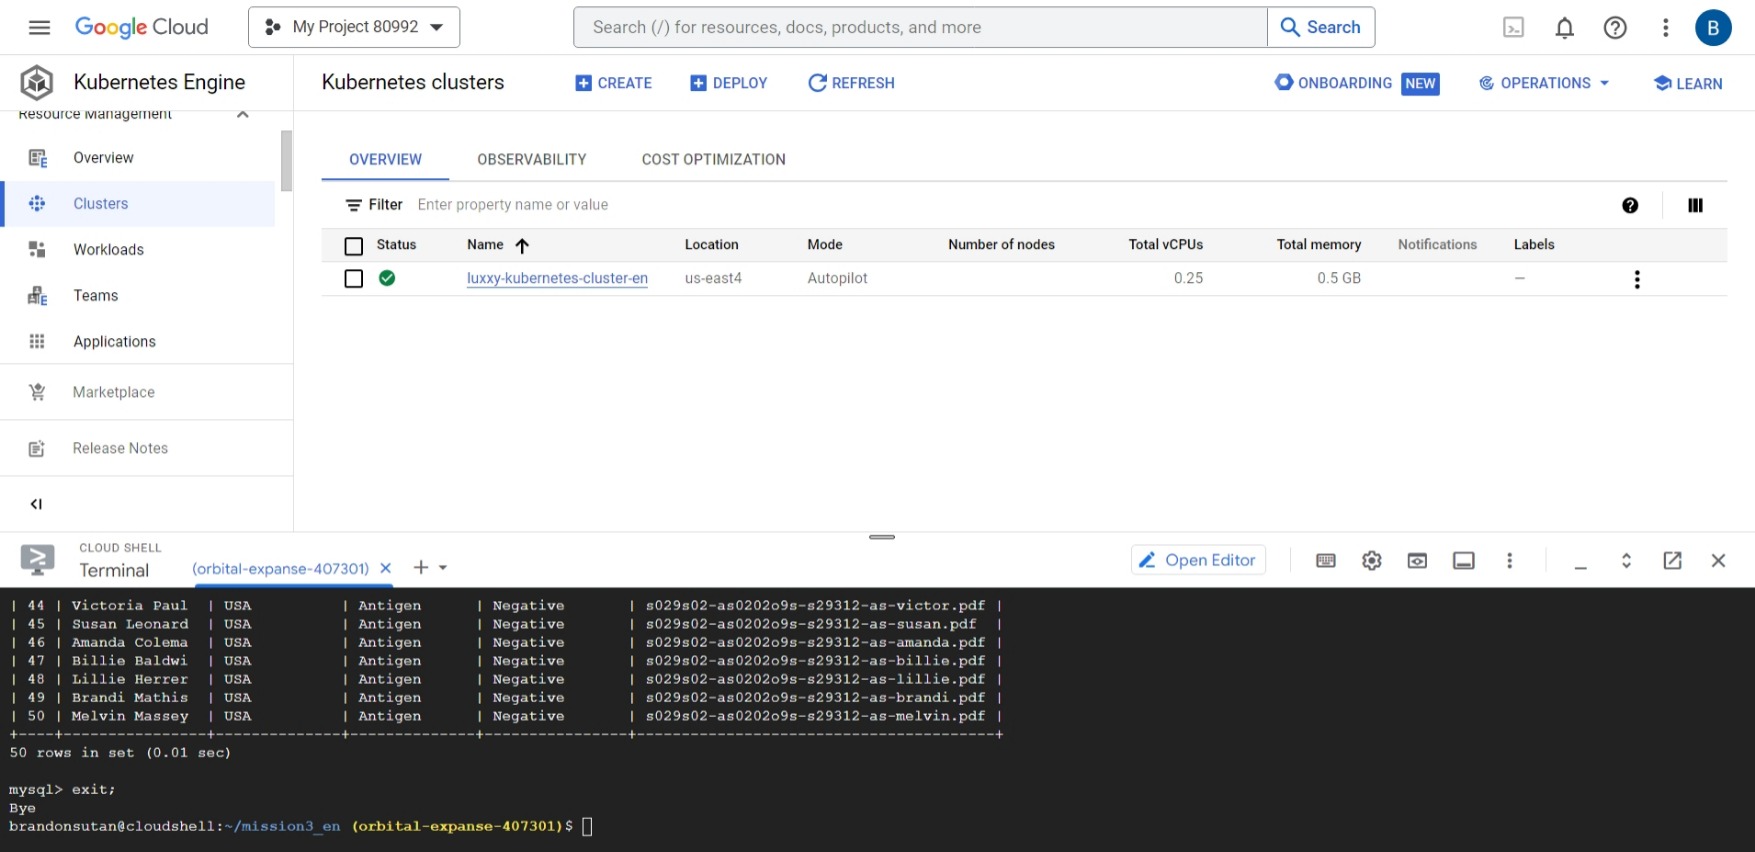 Google Cloud
My Project 80992
Search (/) for resources, docs, products, and more
Search
B
Kubernetes Engine
Kubernetes clusters
CREATE
DEPLOY
REFRESH
ONBOARDING NEW
OPERATIONS
LEARN
Resource Management
Overview
Clusters
Workloads
Teams
Applications
Marketplace
Release Notes
OVERVIEW
OBSERVABILITY
COST OPTIMIZATION
Filter Enter property name or value
Status Name Location Mode Number of nodes Total vCPUs Total memory Notifications Labels
luxxy-kubernetes-cluster-en us-east4 Autopilot 0.25 0.5 GB —
CLOUD SHELL
Terminal
(orbital-expanse-407301)
Open Editor
| 44 | Victoria Paul | USA | Antigen | Negative | s029s02-as0202o9s-s29312-as-victor.pdf |
| 45 | Susan Leonard | USA | Antigen | Negative | s029s02-as0202o9s-s29312-as-susan.pdf |
| 46 | Amanda Colema | USA | Antigen | Negative | s029s02-as0202o9s-s29312-as-amanda.pdf |
| 47 | Billie Baldwi | USA | Antigen | Negative | s029s02-as0202o9s-s29312-as-billie.pdf |
| 48 | Lillie Herrer | USA | Antigen | Negative | s029s02-as0202o9s-s29312-as-lillie.pdf |
| 49 | Brandi Mathis | USA | Antigen | Negative | s029s02-as0202o9s-s29312-as-brandi.pdf |
| 50 | Melvin Massey | USA | Antigen | Negative | s029s02-as0202o9s-s29312-as-melvin.pdf |
+----+---------------+--------------+--------------+----------------+----------------------------------------+
50 rows in set (0.01 sec)
mysql> exit;
Bye
brandonsutan@cloudshell:~/mission3_en (orbital-expanse-407301)$